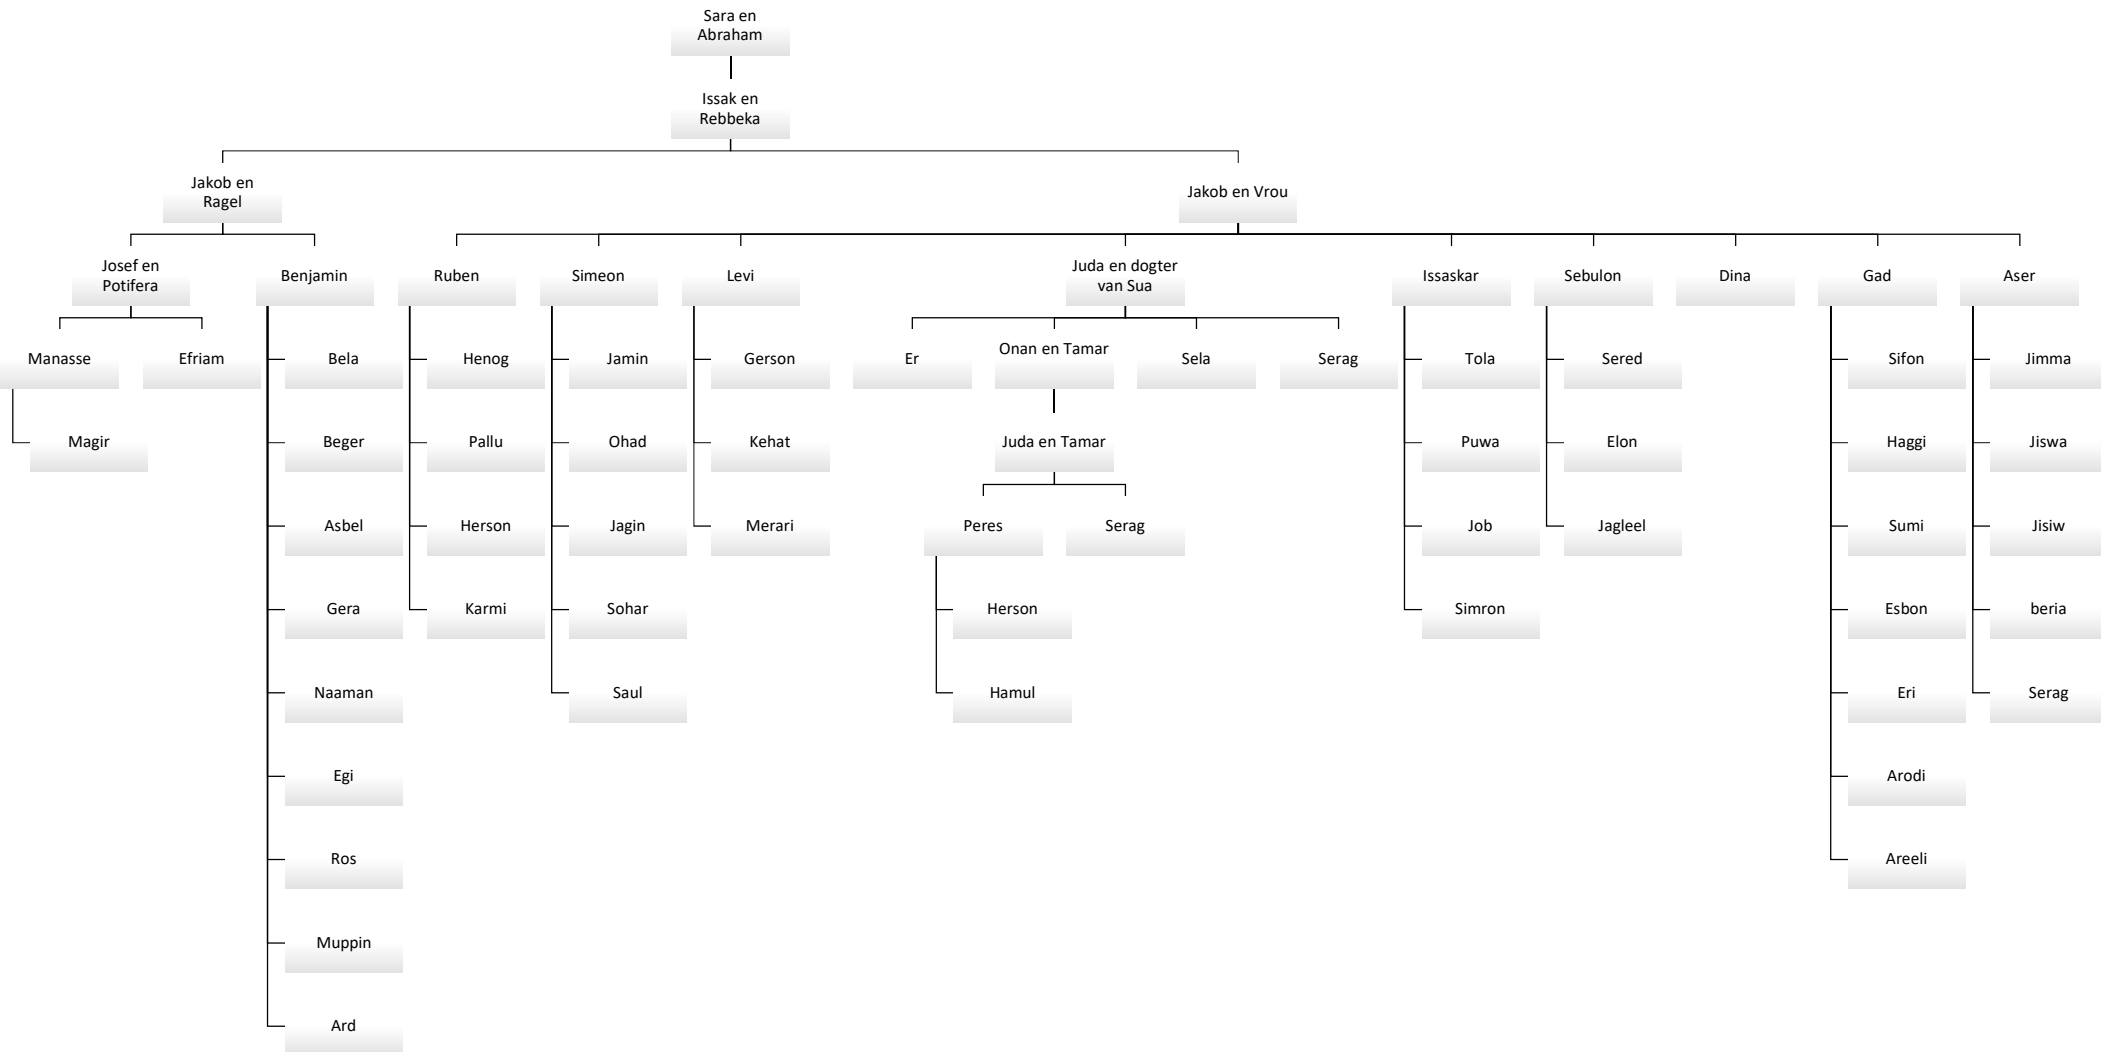 Sara en
Abraham
Issak en
Rebbeka
Jakob en
Ragel
Jakob en Vrou
Josef en
Potifera
Benjamin
Ruben
Simeon
Levi
Juda en dogter
van Sua
Issaskar
Sebulon
Dina
Gad
Aser
Manasse
Efriam
Bela
Henog
Jamin
Gerson
Er
Onan en Tamar
Sela
Serag
Tola
Sered
Sifon
Jimma
Magir
Beger
Pallu
Ohad
Kehat
Juda en Tamar
Puwa
Elon
Haggi
Jiswa
Asbel
Herson
Jagin
Merari
Peres
Serag
Job
Jagleel
Sumi
Jisiw
Gera
Karmi
Sohar
Herson
Simron
Esbon
beria
Naaman
Saul
Hamul
Eri
Serag
Egi
Arodi
Ros
Areeli
Muppin
Ard